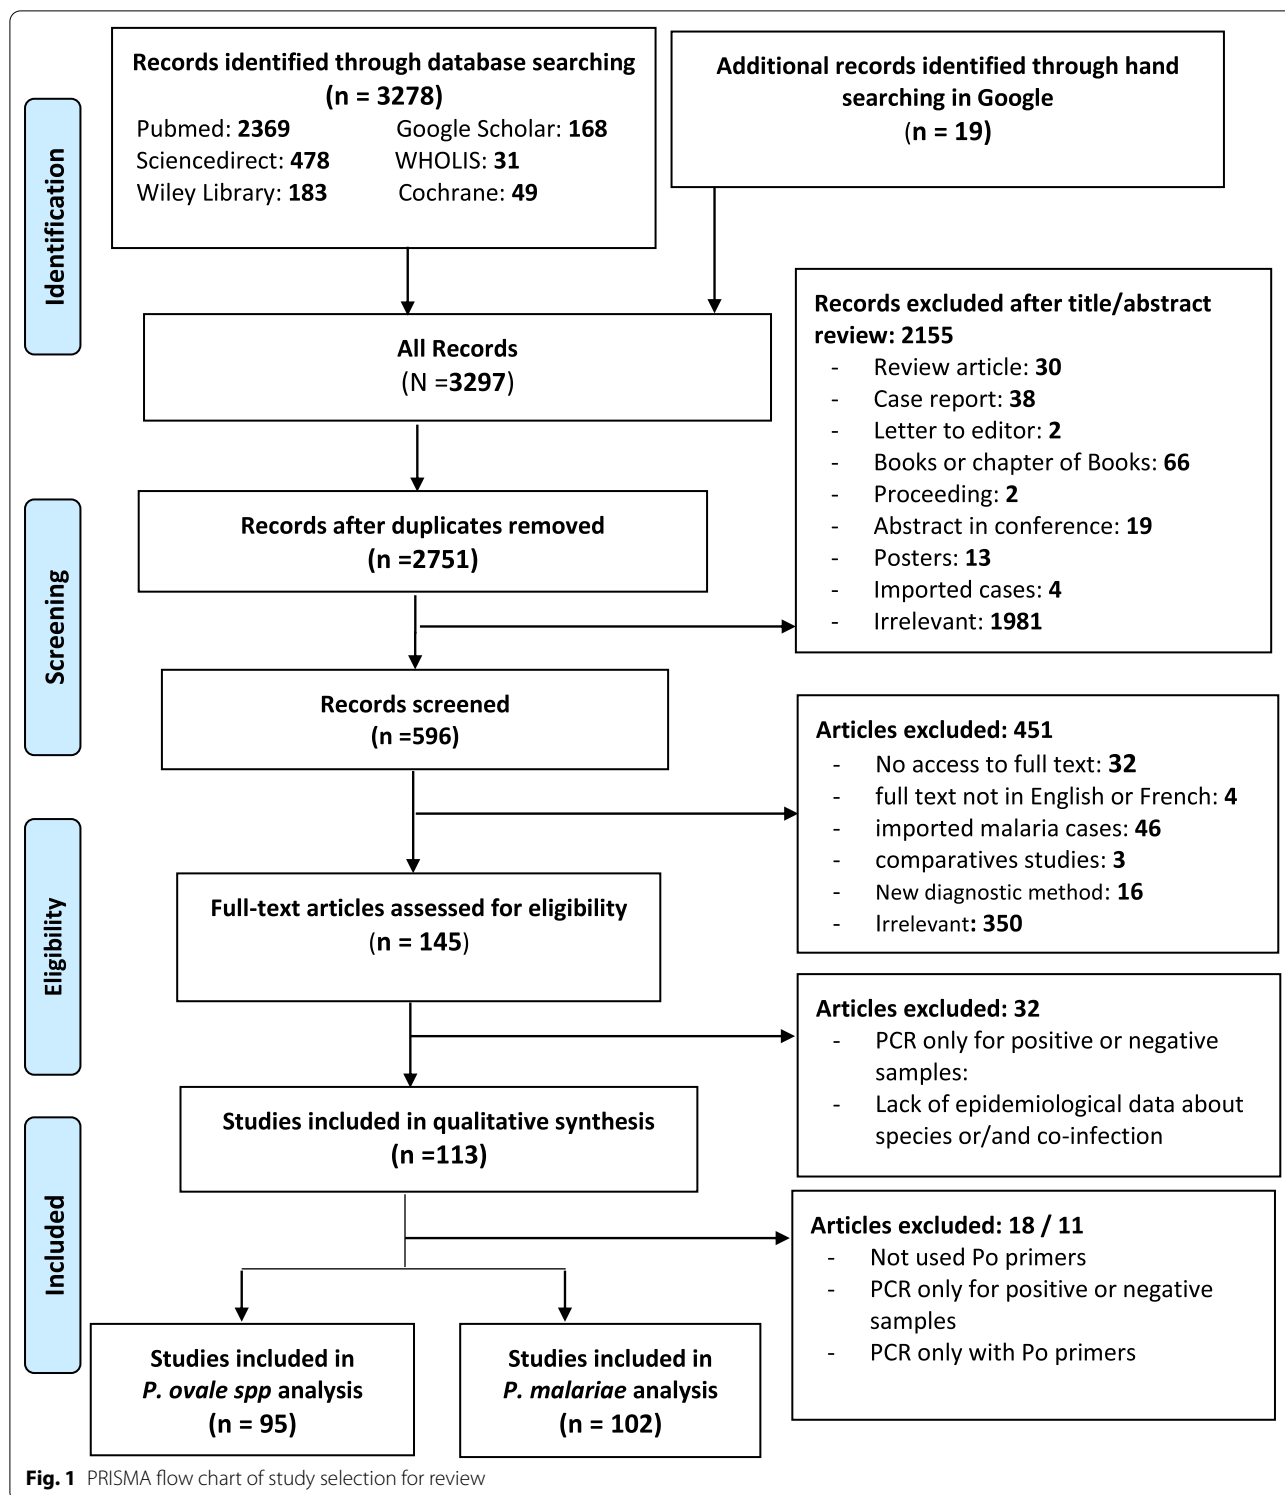 Identification
Records identified through database searching
(n = 3278)
Pubmed: 2369 Google Scholar: 168
Sciencedirect: 478 WHOLIS: 31
Wiley Library: 183 Cochrane: 49
Additional records identified through hand
searching in Google
(n = 19)
All Records
(N =3297)
Records excluded after title/abstract
review: 2155
- Review article: 30
- Case report: 38
- Letter to editor: 2
- Books or chapter of Books: 66
- Proceeding: 2
- Abstract in conference: 19
- Posters: 13
- Imported cases: 4
- Irrelevant: 1981
Screening
Records after duplicates removed
(n =2751)
Records screened
(n =596)
Articles excluded: 451
- No access to full text: 32
- full text not in English or French: 4
- imported malaria cases: 46
- comparatives studies: 3
- New diagnostic method: 16
- Irrelevant: 350
Eligibility
Full-text articles assessed for eligibility
(n = 145)
Articles excluded: 32
- PCR only for positive or negative
samples:
- Lack of epidemiological data about
species or/and co-infection
Included
Studies included in qualitative synthesis
(n =113)
Articles excluded: 18 / 11
- Not used Po primers
- PCR only for positive or negative
samples
- PCR only with Po primers
Studies included in
P. ovale spp analysis
(n = 95)
Studies included in
P. malariae analysis
(n = 102)
Fig. 1 PRISMA flow chart of study selection for review